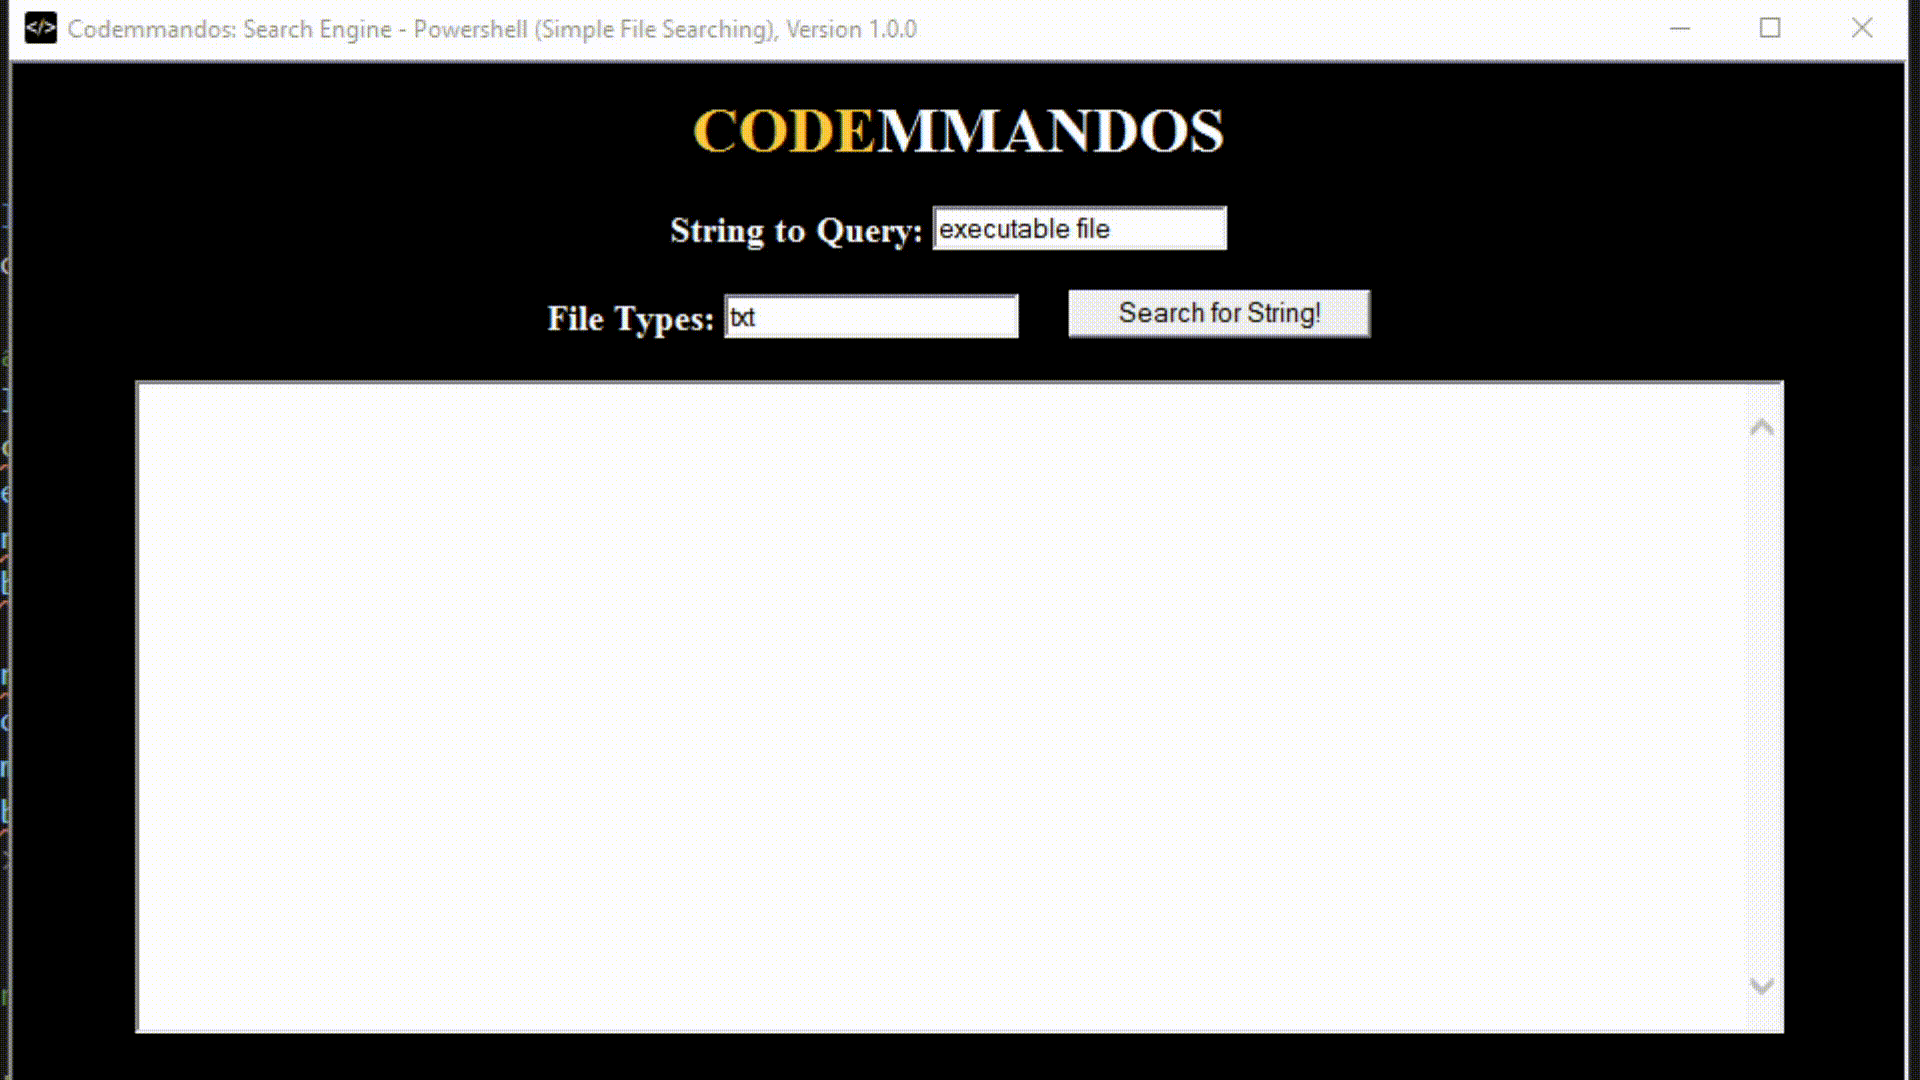 Codemmandos: Search Engine - Powershell (Simple File Searching), Version 1.0.0
CODEMMANDOS
String to Query: executable file
File Types: txt Search for String!